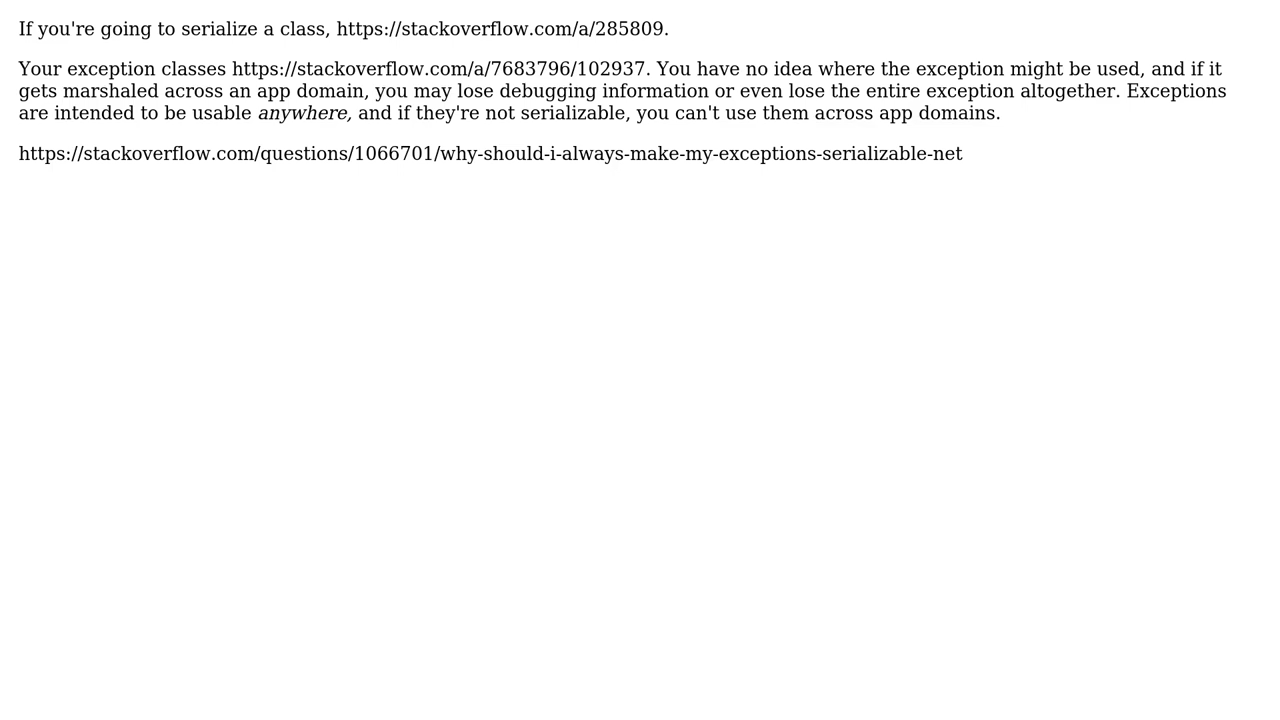 If you're going to serialize a class, https://stackoverflow.com/a/285809.
Your exception classes https://stackoverflow.com/a/7683796/102937. You have no idea where the exception might be used, and if it
gets marshaled across an app domain, you may lose debugging information or even lose the entire exception altogether. Exceptions
are intended to be usable anywhere, and if they're not serializable, you can't use them across app domains.
https://stackoverflow.com/questions/1066701/why-should-i-always-make-my-exceptions-serializable-net